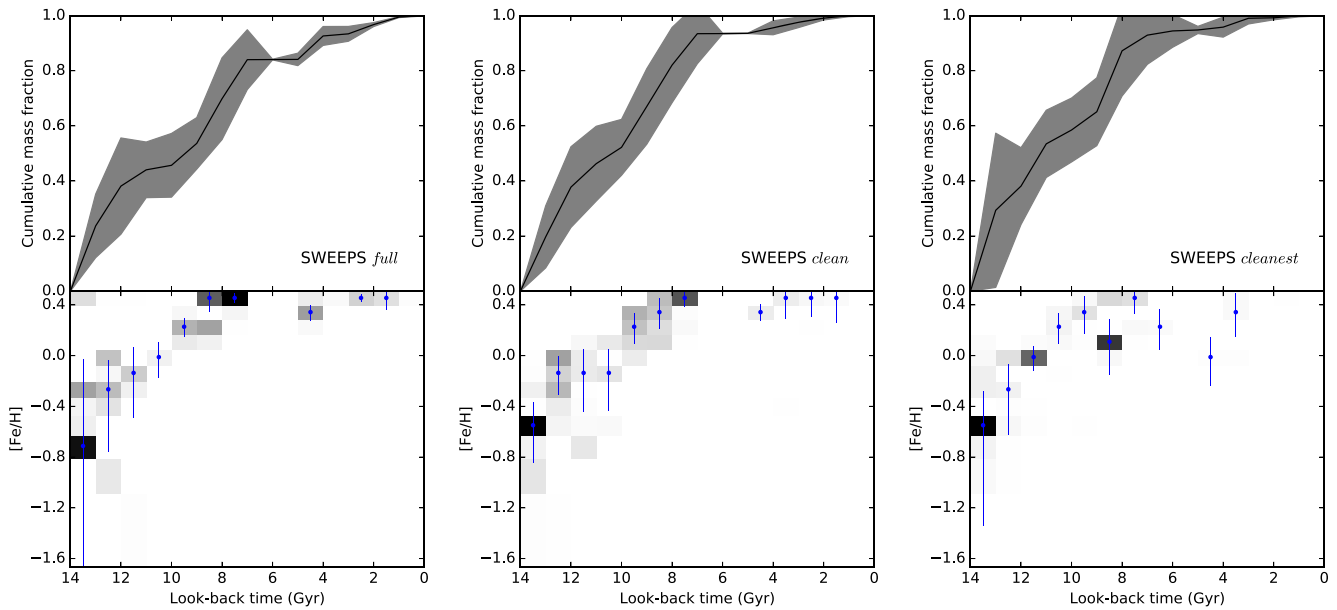 1.0
0.8
0.6
0.4
0.2
0.0
Cumulative mass fraction
SWEEPS full
0.4
0.0
−0.4
−0.8
−1.2
−1.6
[Fe/H]
14 12 10 8 6 4 2 0
Look-back time (Gyr)
1.0
0.8
0.6
0.4
0.2
0.0
Cumulative mass fraction
SWEEPS clean
0.4
0.0
−0.4
−0.8
−1.2
−1.6
[Fe/H]
14 12 10 8 6 4 2 0
Look-back time (Gyr)
1.0
0.8
0.6
0.4
0.2
0.0
Cumulative mass fraction
SWEEPS cleanest
0.4
0.0
−0.4
−0.8
−1.2
−1.6
[Fe/H]
14 12 10 8 6 4 2 0
Look-back time (Gyr)